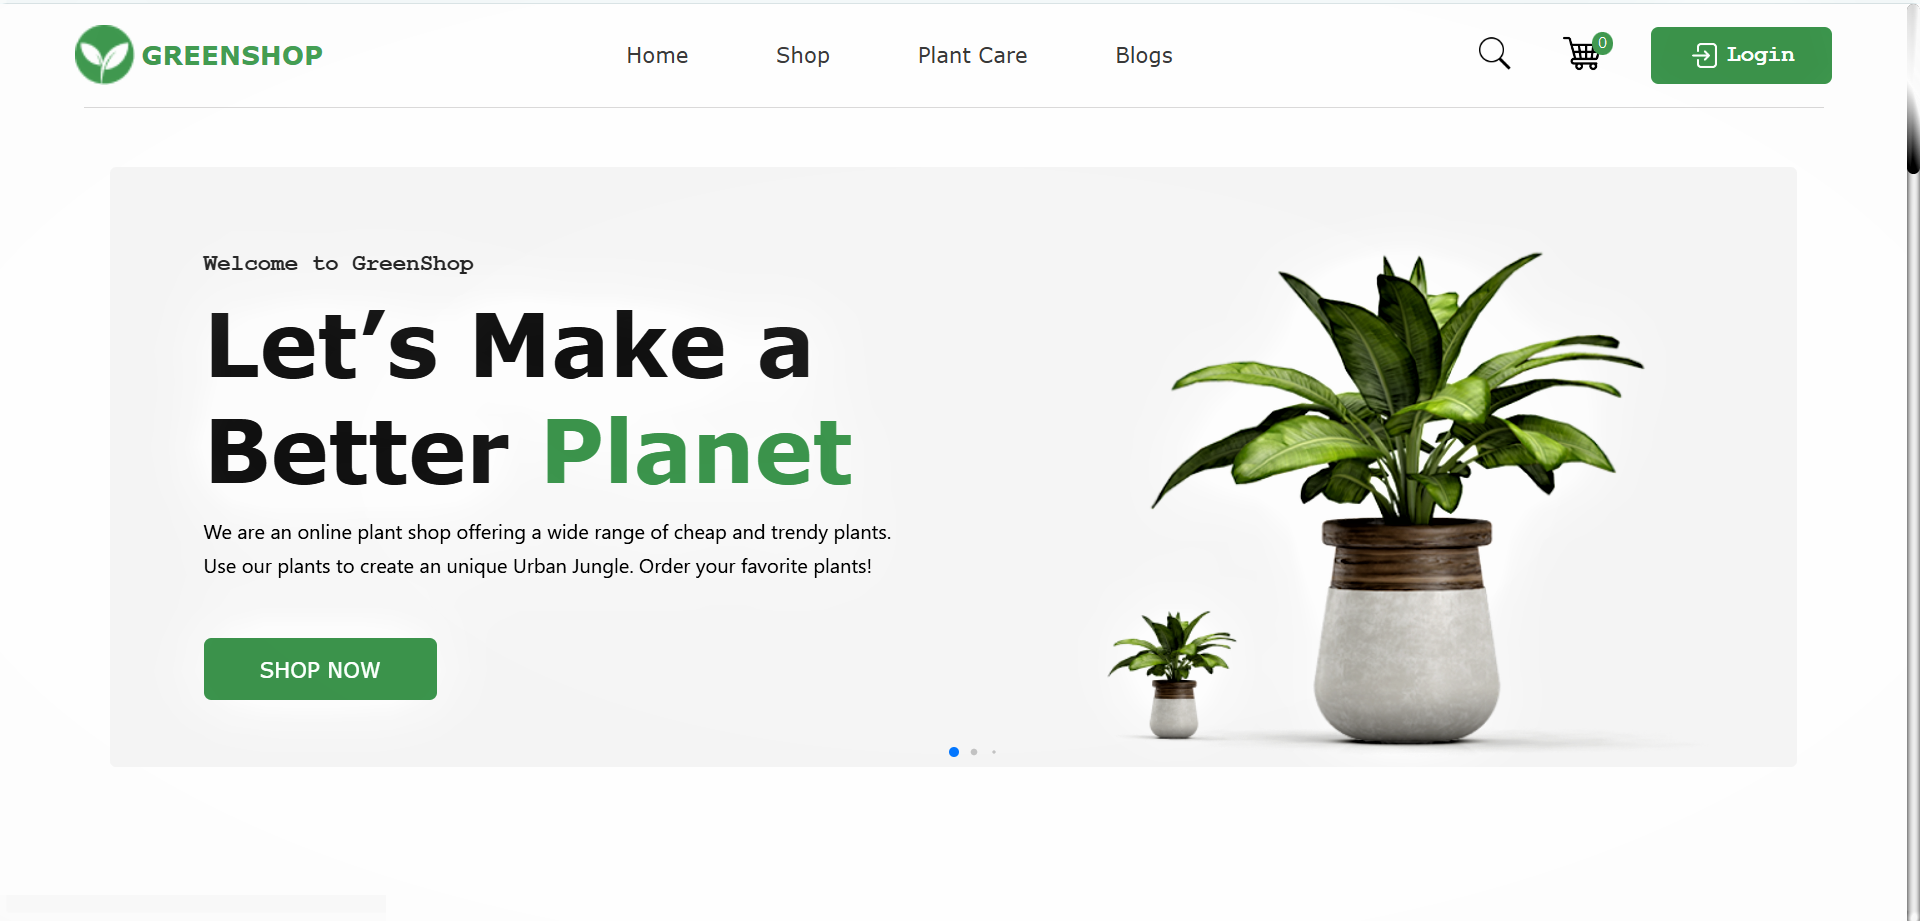 GREENSHOP
Home
Shop
Plant Care
Blogs
0
Login
Welcome to GreenShop
Let’s Make a
Better Planet
We are an online plant shop offering a wide range of cheap and trendy plants.
Use our plants to create an unique Urban Jungle. Order your favorite plants!
SHOP NOW